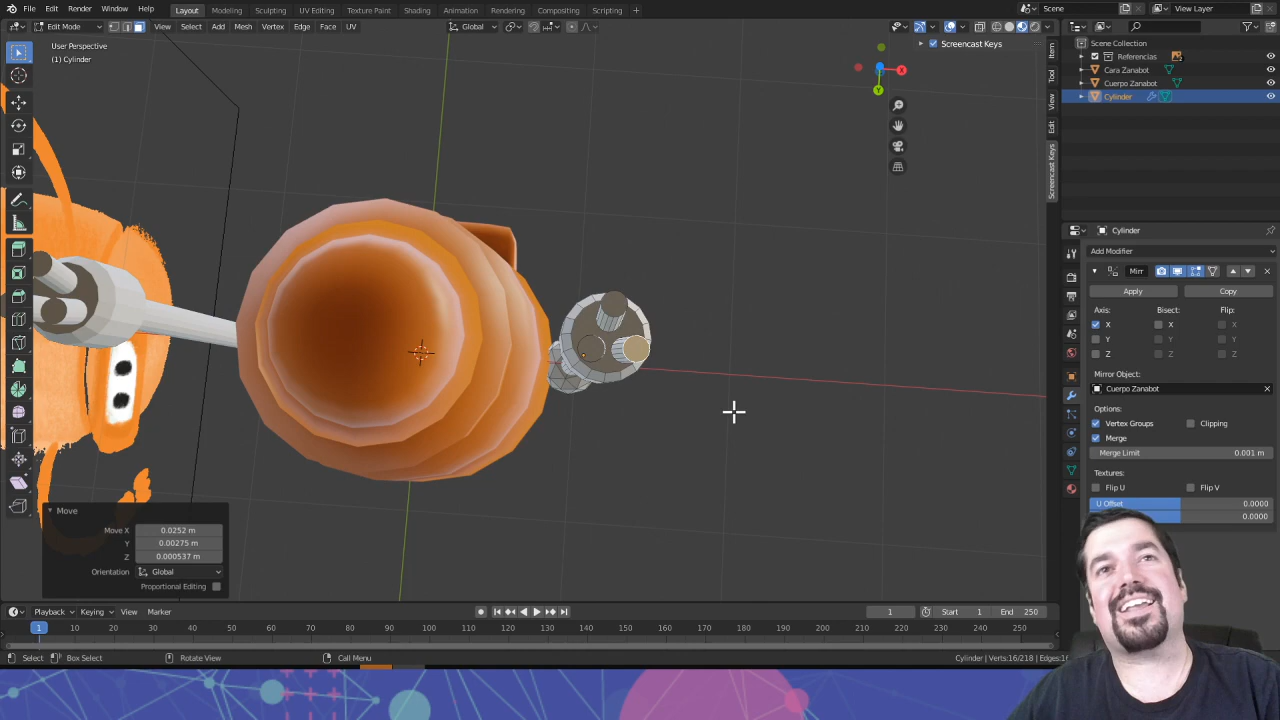 File Edit Render Window Help Layout Modeling Sculpting UV Editing Texture Paint Shading Animation Rendering Compositing Scripting + Scene View Layer
Edit Mode View Select Add Mesh Vertex Edge Face UV Global
User Perspective
(1) Cylinder
Screencast Keys
X
Y
Item
Tool
View
Edit
Screencast Keys
Scene Collection
Referencias
Cara Zanabot
Cuerpo Zanabot
Cylinder
Cylinder
Add Modifier
Mirr
Apply Copy
Axis: Bisect: Flip:
X X X
Y Y Y
Z Z Z
Mirror Object:
Cuerpo Zanabot
Options:
Vertex Groups Clipping
Merge
Merge Limit 0.001 m
Textures:
Flip U Flip V
U Offset 0.0000
0.0000
Move
Move X 0.0252 m
Y 0.00275 m
Z 0.000537 m
Orientation Global
Proportional Editing
Playback Keying View Marker 1 Start 1 End 250
1 10 20 30 40 50 60 70 80 90 100 110 120 130 140 150 160 170 180 190 200 210 220 230 240 250
Select Box Select Rotate View Call Menu Cylinder | Verts:16/218 | Edges:16